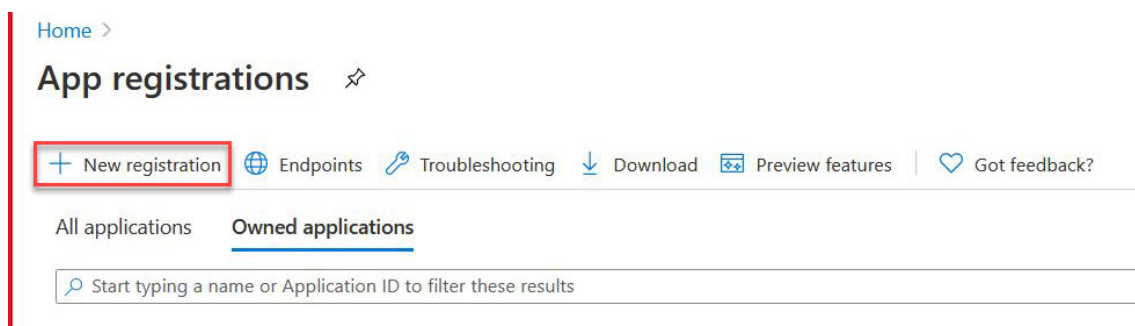 Home >
App registrations
New registration Endpoints Troubleshooting Download Preview features Got feedback?
All applications Owned applications
Start typing a name or Application ID to filter these results